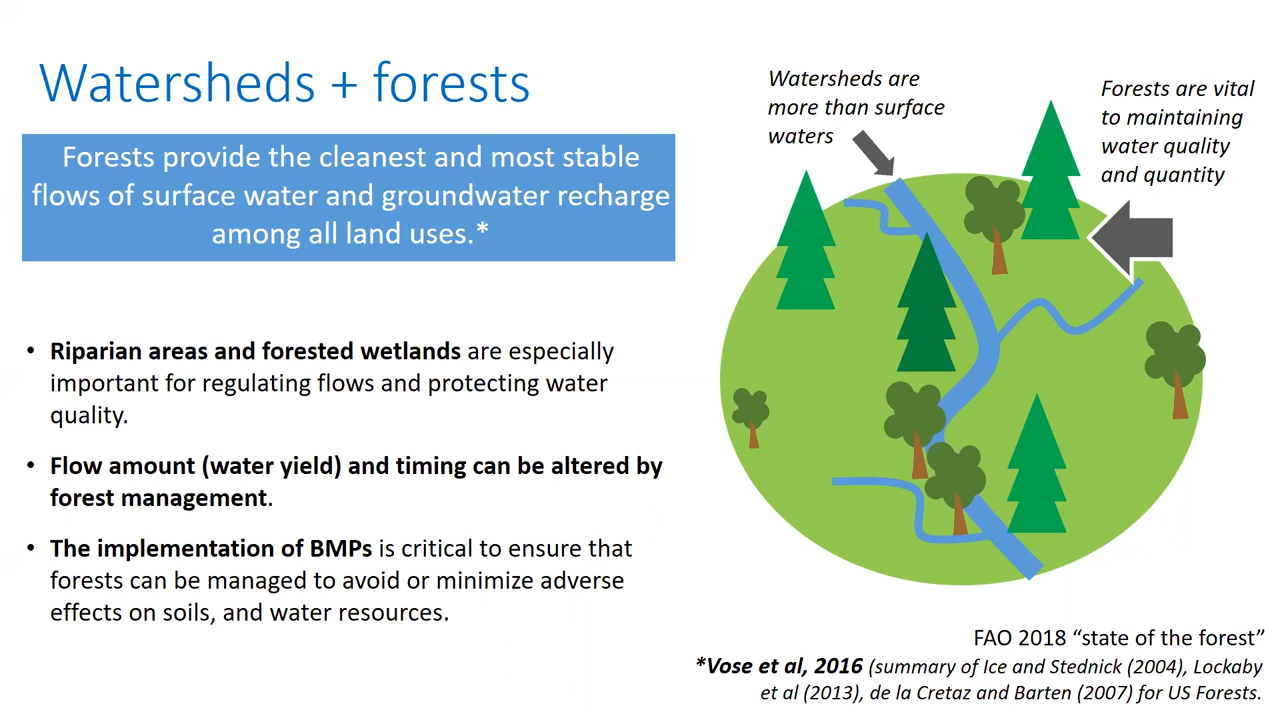 Watersheds + forests
Forests provide the cleanest and most stable
flows of surface water and groundwater recharge
among all land uses.*
• Riparian areas and forested wetlands are especially
important for regulating flows and protecting water
quality.
• Flow amount (water yield) and timing can be altered by
forest management.
• The implementation of BMPs is critical to ensure that
forests can be managed to avoid or minimize adverse
effects on soils, and water resources.
Watersheds are
more than surface
waters
Forests are vital
to maintaining
water quality
and quantity
FAO 2018 “state of the forest”
*Vose et al, 2016 (summary of Ice and Stednick (2004), Lockaby
et al (2013), de la Cretaz and Barten (2007) for US Forests.